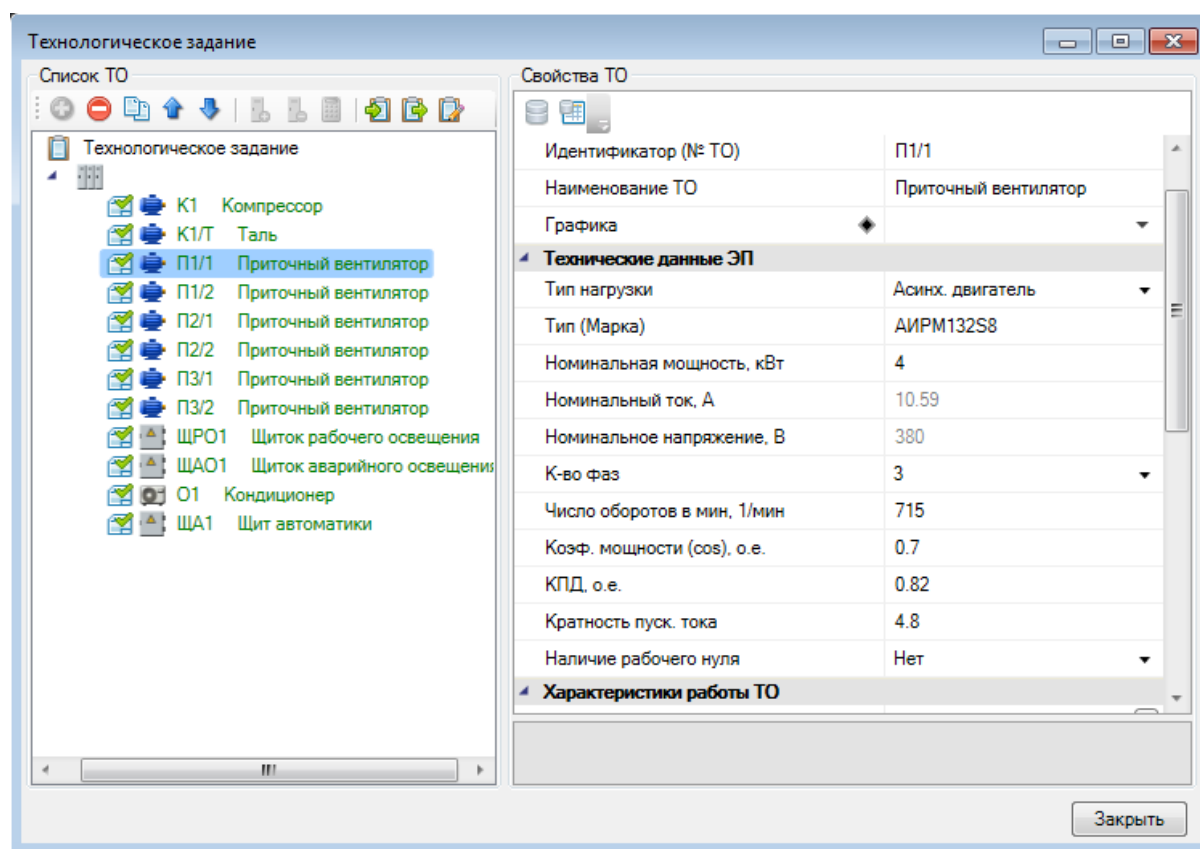 Технологическое задание
Список ТО
Технологическое задание
К1 Компрессор
К1/Т Таль
П1/1 Приточный вентилятор
П1/2 Приточный вентилятор
П2/1 Приточный вентилятор
П2/2 Приточный вентилятор
П3/1 Приточный вентилятор
П3/2 Приточный вентилятор
ЩРО1 Щиток рабочего освещения
ЩАО1 Щиток аварийного освещения
О1 Кондиционер
ЩА1 Щит автоматики
Свойства ТО
Идентификатор (№ ТО) П1/1
Наименование ТО Приточный вентилятор
Графика
Технические данные ЭП
Тип нагрузки Асинх. двигатель
Тип (Марка) АИРМ132S8
Номинальная мощность, кВт 4
Номинальный ток, А 10.59
Номинальное напряжение, В 380
К-во фаз 3
Число оборотов в мин, 1/мин 715
Коэф. мощности (cos), о.е. 0.7
КПД, о.е. 0.82
Кратность пуск. тока 4.8
Наличие рабочего нуля Нет
Характеристики работы ТО
Закрыть